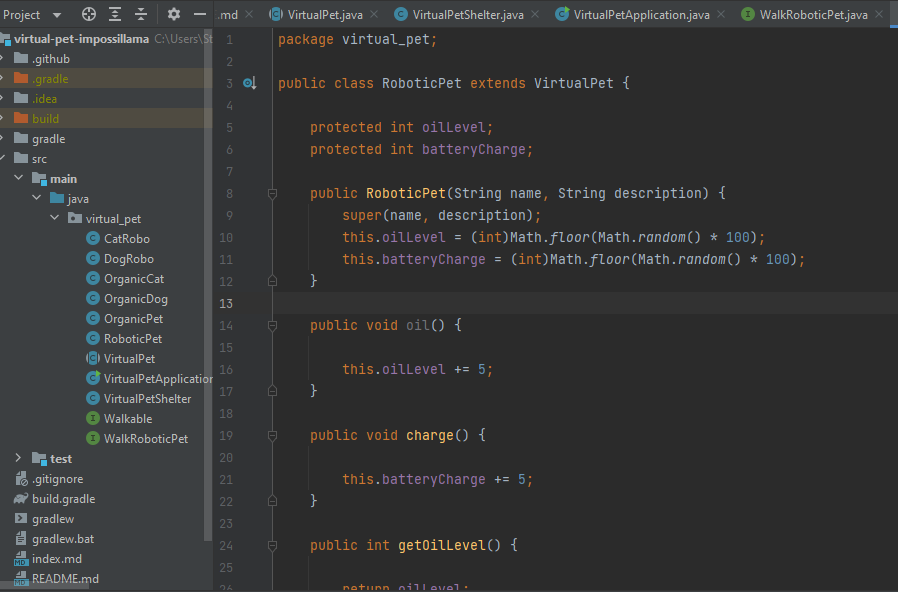 Project
.md
VirtualPet.java
VirtualPetShelter.java
VirtualPetApplication.java
WalkRoboticPet.java
virtual-pet-impossillama C:\Users\St
.github
.gradle
.idea
build
gradle
src
main
java
virtual_pet
CatRobo
DogRobo
OrganicCat
OrganicDog
OrganicPet
RoboticPet
VirtualPet
VirtualPetApplication
VirtualPetShelter
Walkable
WalkRoboticPet
test
.gitignore
build.gradle
gradlew
gradlew.bat
index.md
README.md
1 package virtual_pet;
2
3 public class RoboticPet extends VirtualPet {
4
5 protected int oilLevel;
6 protected int batteryCharge;
7
8 public RoboticPet(String name, String description) {
9 super(name, description);
10 this.oilLevel = (int)Math.floor(Math.random() * 100);
11 this.batteryCharge = (int)Math.floor(Math.random() * 100);
12 }
13
14 public void oil() {
15
16 this.oilLevel += 5;
17 }
18
19 public void charge() {
20
21 this.batteryCharge += 5;
22 }
23
24 public int getOilLevel() {
25
26 return oilLevel;